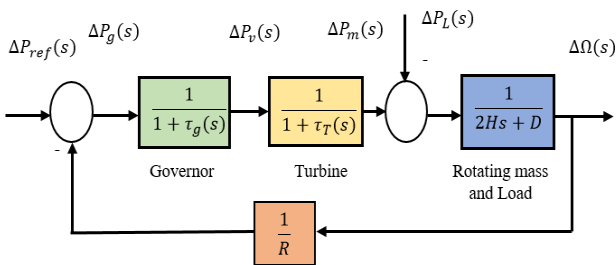 ΔP_ref(s)
ΔP_g(s)
ΔP_v(s)
ΔP_m(s)
ΔP_L(s)
ΔΩ(s)
-
-
1
1 + τ_g(s)
1
1 + τ_T(s)
1
2Hs + D
Governor
Turbine
Rotating mass
and Load
1
R